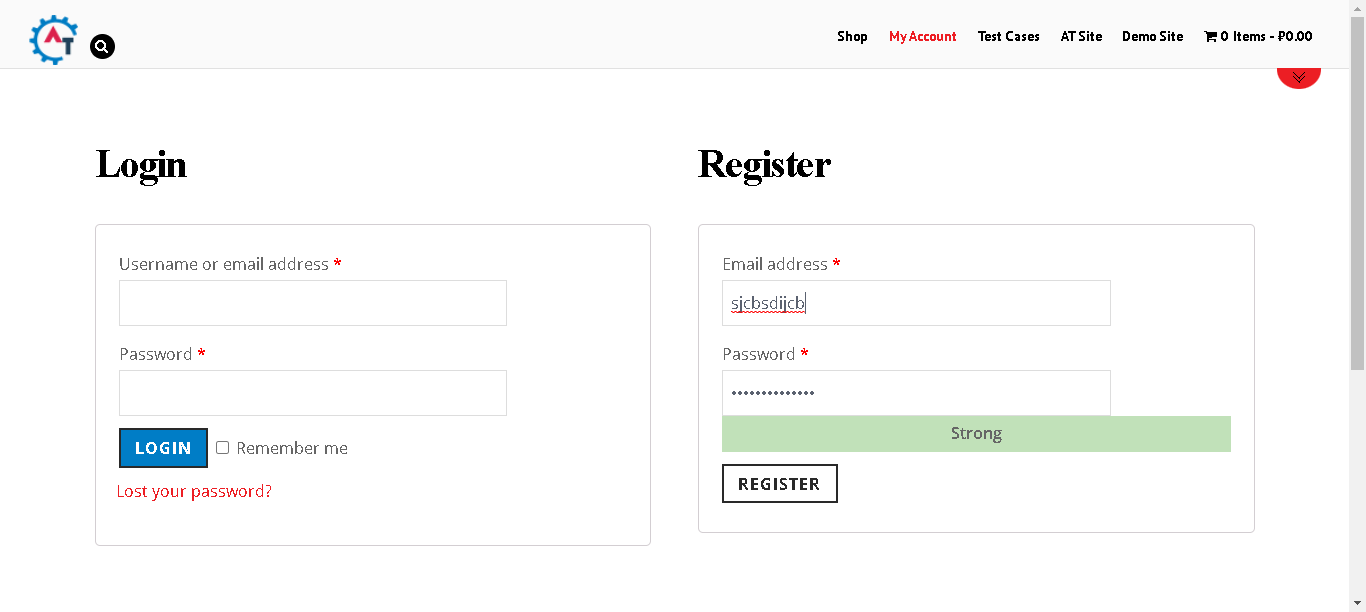 AT
Shop My Account Test Cases AT Site Demo Site 0 Items - ₽0.00
Login
Username or email address *
Password *
LOGIN Remember me
Lost your password?
Register
Email address *
sjcbsdijcb
Password *
••••••••••••••
Strong
REGISTER